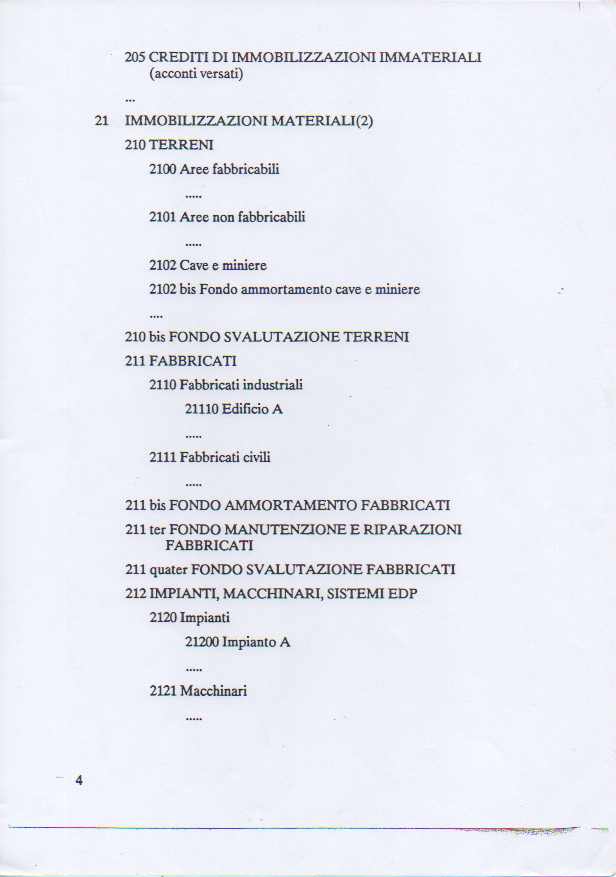 205 CREDITI DI IMMOBILIZZAZIONI IMMATERIALI
(acconti versati)
...
21 IMMOBILIZZAZIONI MATERIALI(2)
210 TERRENI
2100 Aree fabbricabili
.....
2101 Aree non fabbricabili
.....
2102 Cave e miniere
2102 bis Fondo ammortamento cave e miniere
....
210 bis FONDO SVALUTAZIONE TERRENI
211 FABBRICATI
2110 Fabbricati industriali
21110 Edificio A
.....
2111 Fabbricati civili
.....
211 bis FONDO AMMORTAMENTO FABBRICATI
211 ter FONDO MANUTENZIONE E RIPARAZIONI
FABBRICATI
211 quater FONDO SVALUTAZIONE FABBRICATI
212 IMPIANTI, MACCHINARI, SISTEMI EDP
2120 Impianti
21200 Impianto A
.....
2121 Macchinari
.....
4